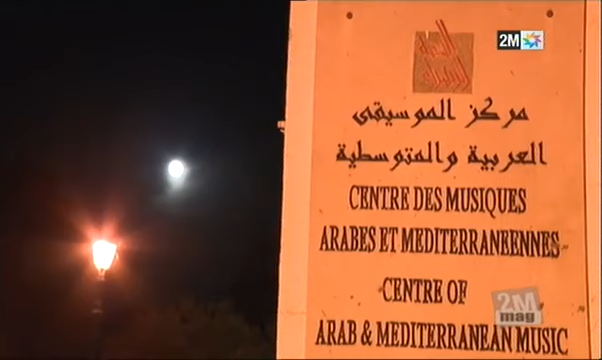 2M
مركز الموسيقى
العربية والمتوسطية
CENTRE DES MUSIQUES
ARABES ET MEDITERRANEENNES
CENTRE OF
ARAB & MEDITERRANEAN MUSIC
2M
mag